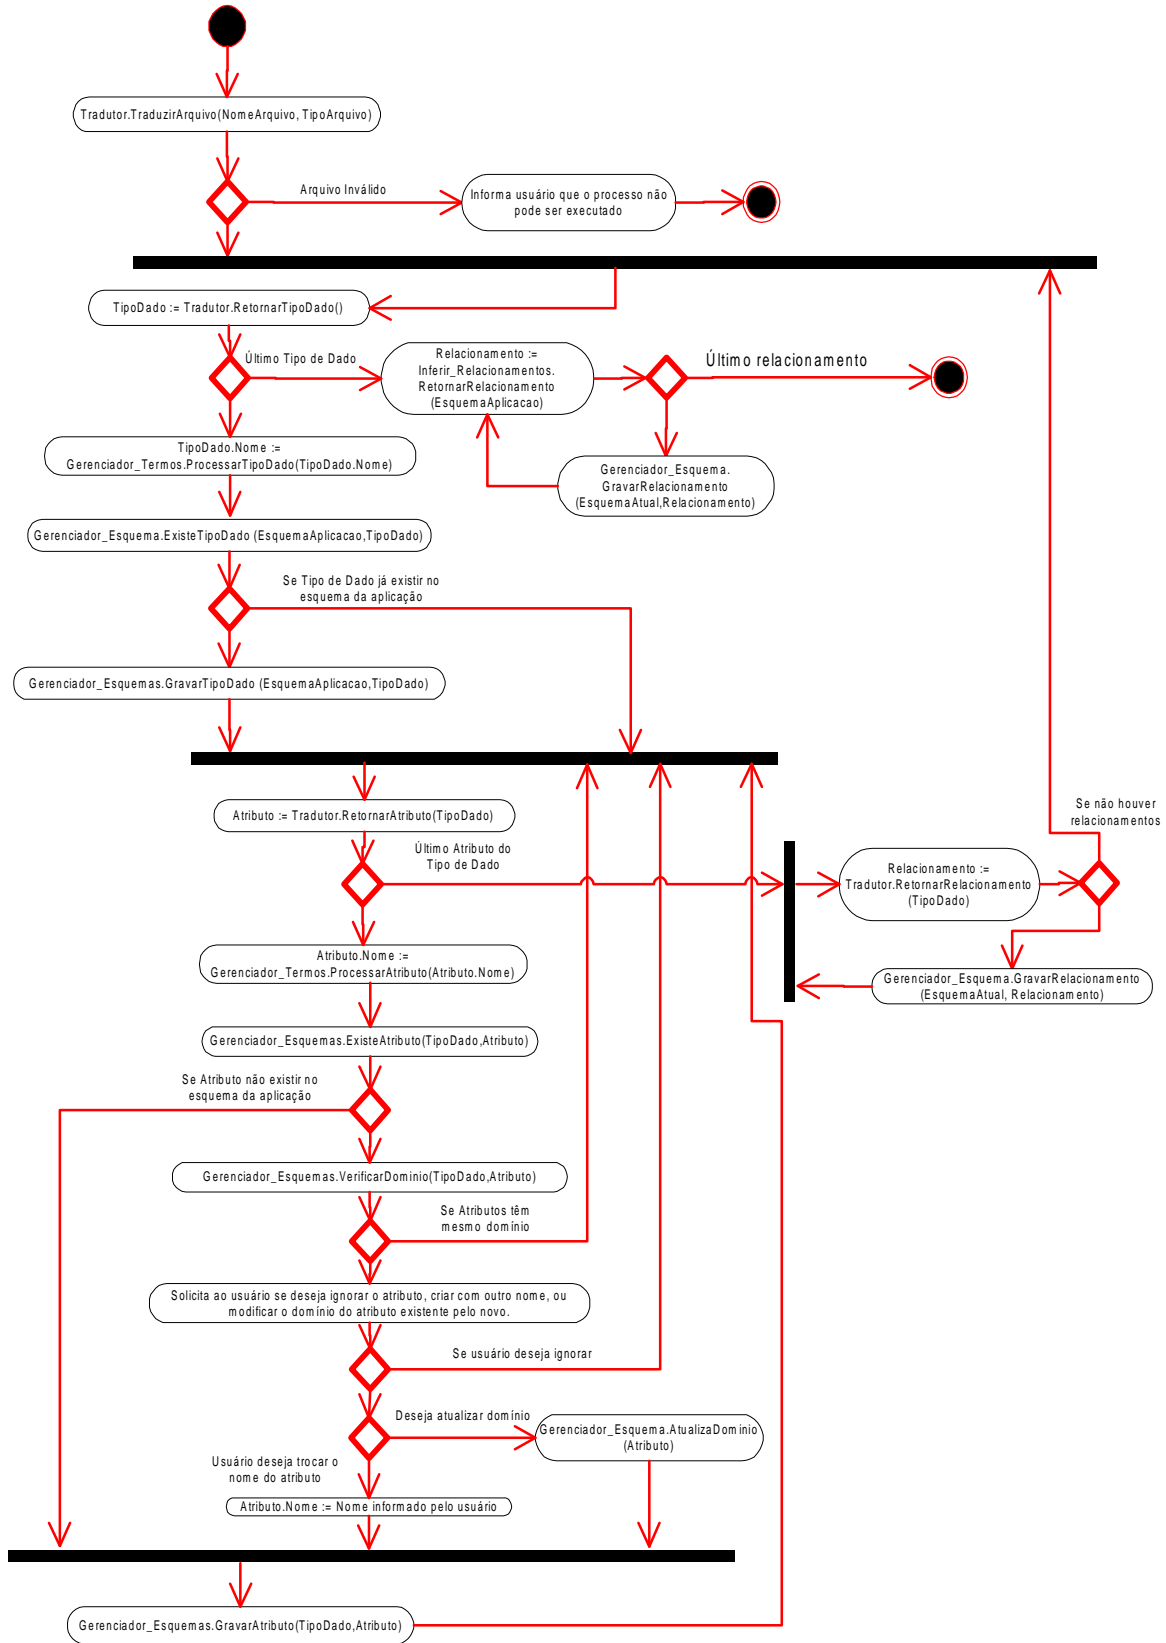 Tradutor.TraduzirArquivo(NomeArquivo, TipoArquivo)
Arquivo Inválido
Informa usuário que o processo não
pode ser executado
TipoDado := Tradutor.RetornarTipoDado()
Último Tipo de Dado
Relacionamento :=
Inferir_Relacionamentos.
RetornarRelacionamento
(EsquemaAplicacao)
Último relacionamento
TipoDado.Nome :=
Gerenciador_Termos.ProcessarTipoDado(TipoDado.Nome)
Gerenciador_Esquema.
GravarRelacionamento
(EsquemaAtual,Relacionamento)
Gerenciador_Esquema.ExisteTipoDado (EsquemaAplicacao,TipoDado)
Se Tipo de Dado já existir no
esquema da aplicação
Gerenciador_Esquemas.GravarTipoDado (EsquemaAplicacao,TipoDado)
Atributo := Tradutor.RetornarAtributo(TipoDado)
Se não houver
relacionamentos
Último Atributo do
Tipo de Dado
Relacionamento :=
Tradutor.RetornarRelacionamento
(TipoDado)
Atributo.Nome :=
Gerenciador_Termos.ProcessarAtributo(Atributo.Nome)
Gerenciador_Esquema.GravarRelacionamento
(EsquemaAtual, Relacionamento)
Gerenciador_Esquemas.ExisteAtributo(TipoDado,Atributo)
Se Atributo não existir no
esquema da aplicação
Gerenciador_Esquemas.VerificarDominio(TipoDado,Atributo)
Se Atributos têm
mesmo domínio
Solicita ao usuário se deseja ignorar o atributo, criar com outro nome, ou
modificar o domínio do atributo existente pelo novo.
Se usuário deseja ignorar
Deseja atualizar domínio
Gerenciador_Esquema.AtualizaDominio
(Atributo)
Usuário deseja trocar o
nome do atributo
Atributo.Nome := Nome informado pelo usuário
Gerenciador_Esquemas.GravarAtributo(TipoDado,Atributo)